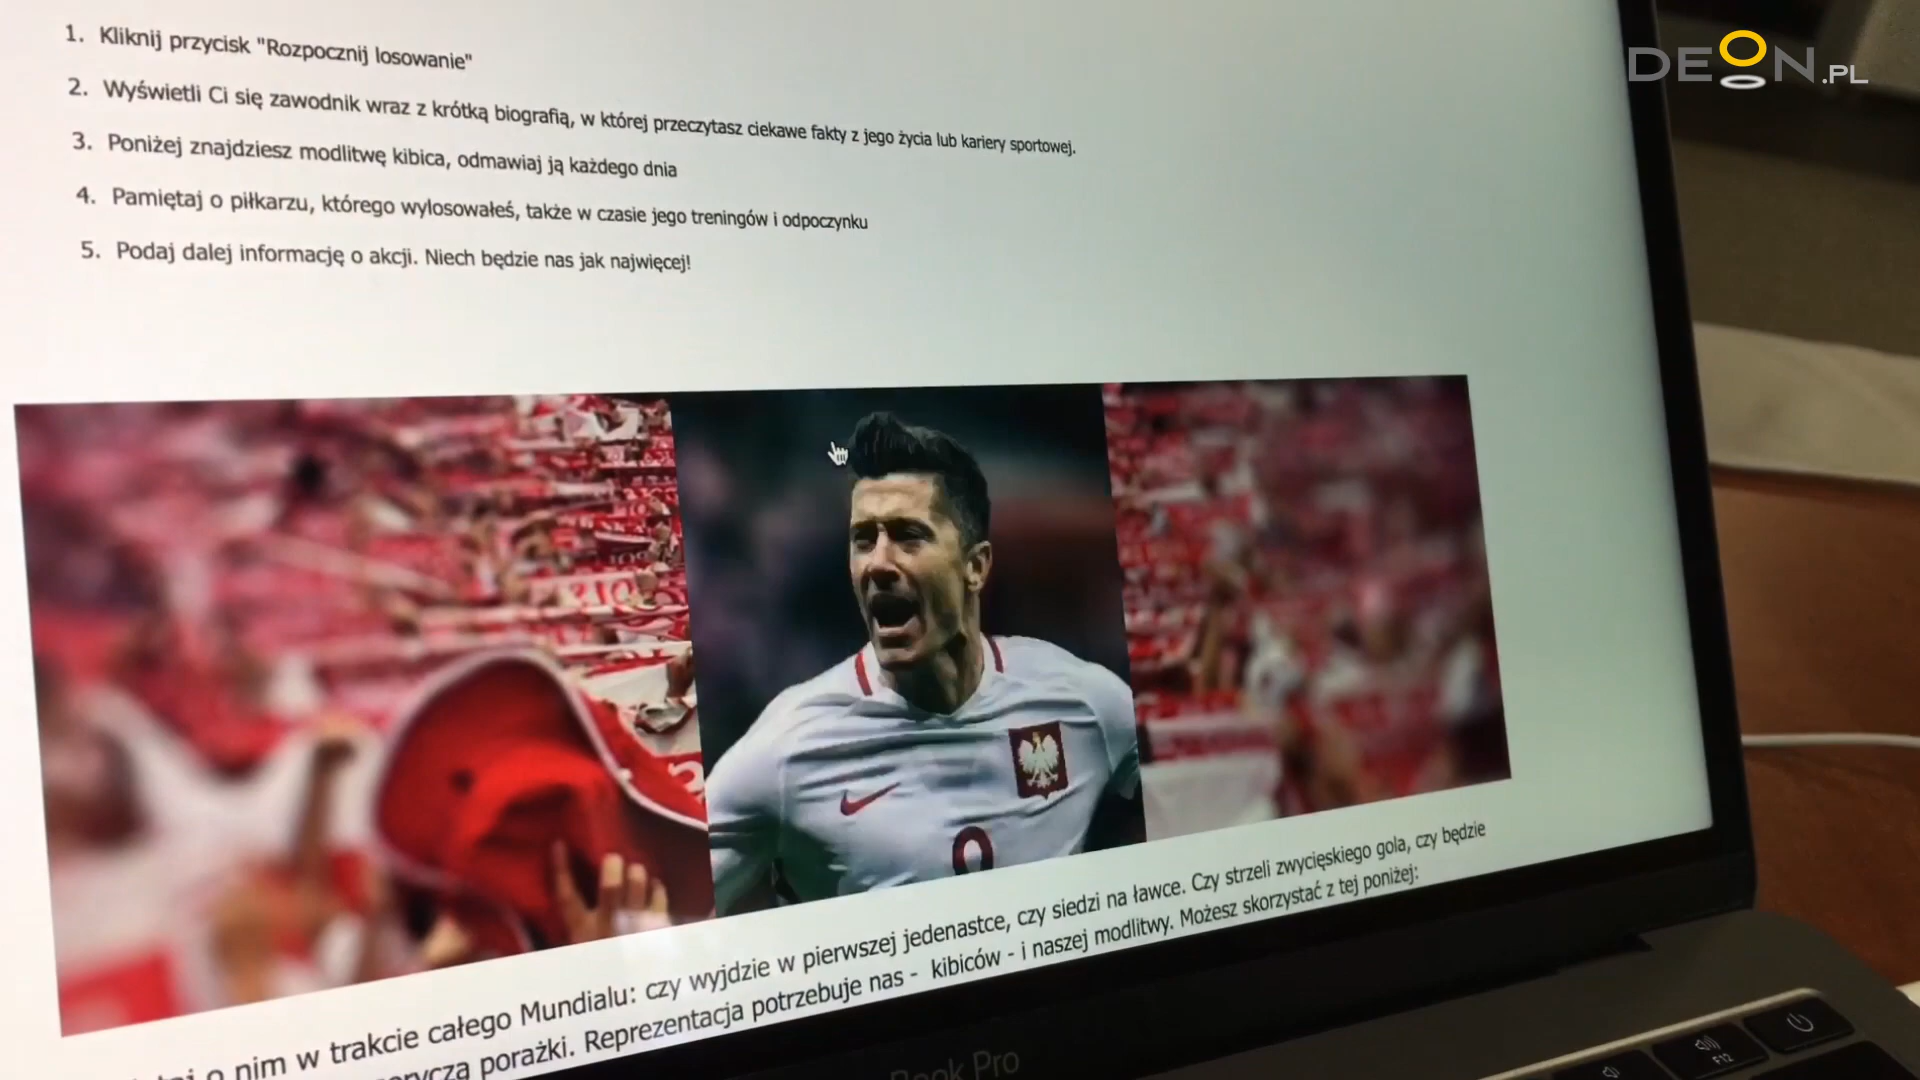 DEON.PL
1. Kliknij przycisk "Rozpocznij losowanie"
2. Wyświetli Ci się zawodnik wraz z krótką biografią, w której przeczytasz ciekawe fakty z jego życia lub kariery sportowej.
3. Poniżej znajdziesz modlitwę kibica, odmawiaj ją każdego dnia
4. Pamiętaj o piłkarzu, którego wylosowałeś, także w czasie jego treningów i odpoczynku
5. Podaj dalej informację o akcji. Niech będzie nas jak najwięcej!
o nim w trakcie całego Mundialu: czy wyjdzie w pierwszej jedenastce, czy siedzi na ławce. Czy strzeli zwycięskiego gola, czy będzie
porażki. Reprezentacja potrzebuje nas - kibiców - i naszej modlitwy. Możesz skorzystać z tej poniżej:
Book Pro
F12